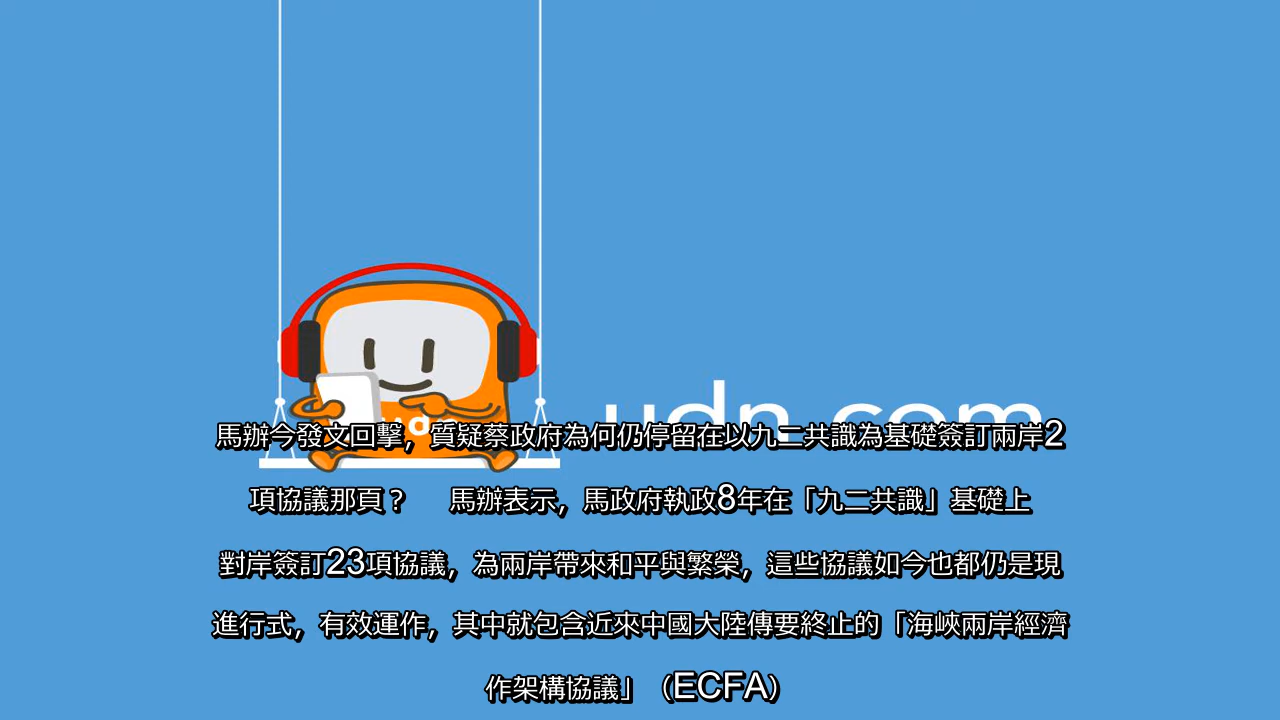 udn.com
udn
馬辦今發文回擊，質疑蔡政府為何仍停留在以九二共識為基礎簽訂兩岸2
項協議那頁？　馬辦表示，馬政府執政8年在「九二共識」基礎上
對岸簽訂23項協議，為兩岸帶來和平與繁榮，這些協議如今也都仍是現
進行式，有效運作，其中就包含近來中國大陸傳要終止的「海峽兩岸經濟
作架構協議」（ECFA）